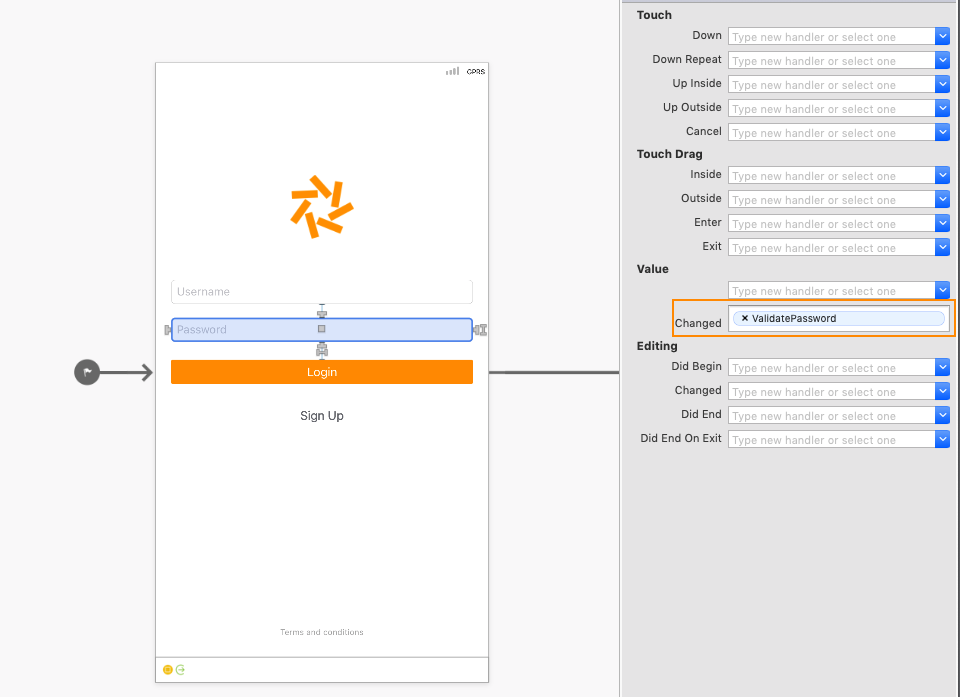 GPRS
Username
Password
Login
Sign Up
Terms and conditions
Touch
Down Type new handler or select one
Down Repeat Type new handler or select one
Up Inside Type new handler or select one
Up Outside Type new handler or select one
Cancel Type new handler or select one
Touch Drag
Inside Type new handler or select one
Outside Type new handler or select one
Enter Type new handler or select one
Exit Type new handler or select one
Value
Type new handler or select one
Changed × ValidatePassword
Editing
Did Begin Type new handler or select one
Changed Type new handler or select one
Did End Type new handler or select one
Did End On Exit Type new handler or select one